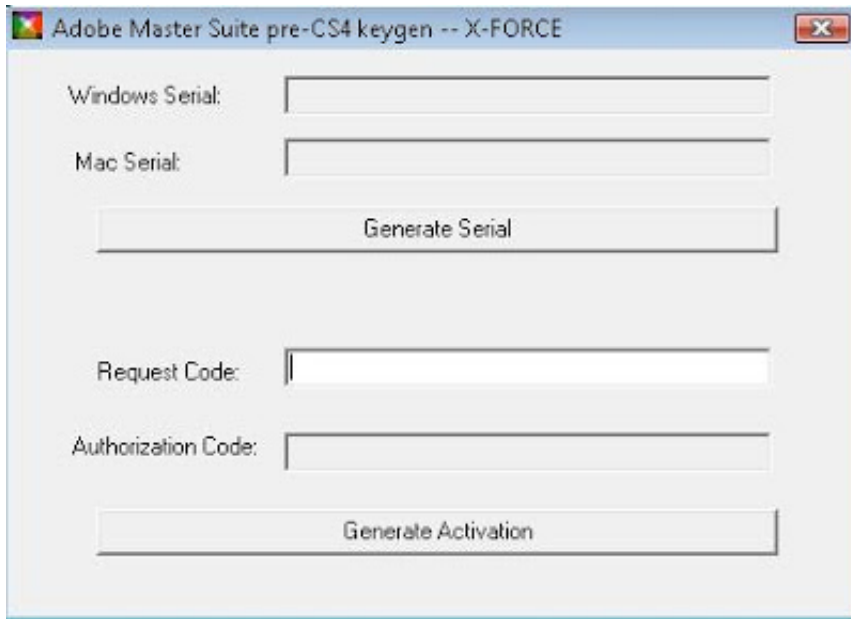 Adobe Master Suite pre-CS4 keygen -- X-FORCE
Windows Serial:
Mac Serial:
Generate Serial
Request Code:
Authorization Code:
Generate Activation